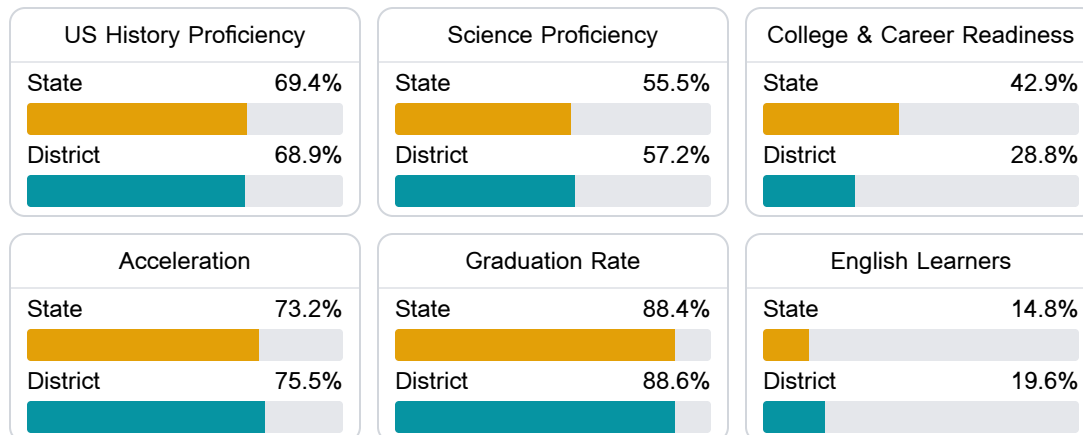 US History Proficiency
State 69.4%
District 68.9%
Science Proficiency
State 55.5%
District 57.2%
College & Career Readiness
State 42.9%
District 28.8%
Acceleration
State 73.2%
District 75.5%
Graduation Rate
State 88.4%
District 88.6%
English Learners
State 14.8%
District 19.6%